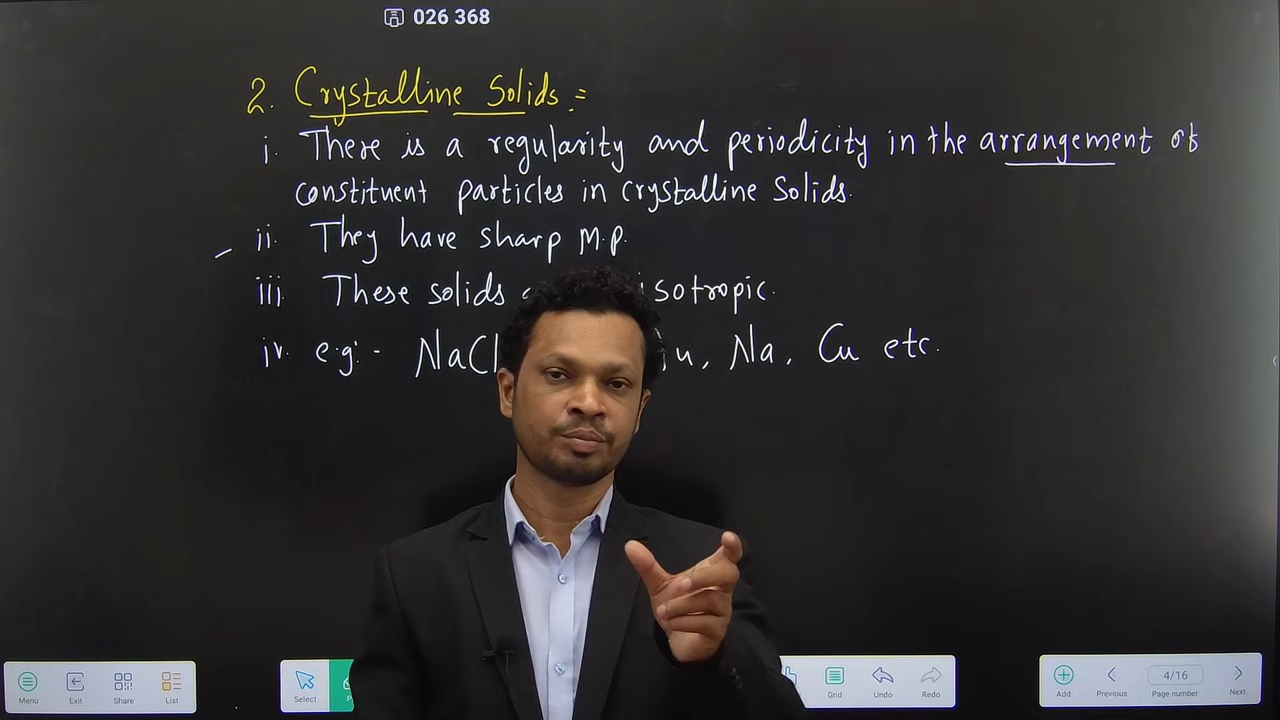 026 368
2. Crystalline Solids :=
i. There is a regularity and periodicity in the arrangement of
constituent particles in crystalline Solids.
ii. They have sharp M.P.
iii. These solids isotropic.
iv. e.g:- NaCl u, Na, Cu etc.
Menu Exit Share List Select Grid Undo Redo Add Previous 4/16 Page number Next